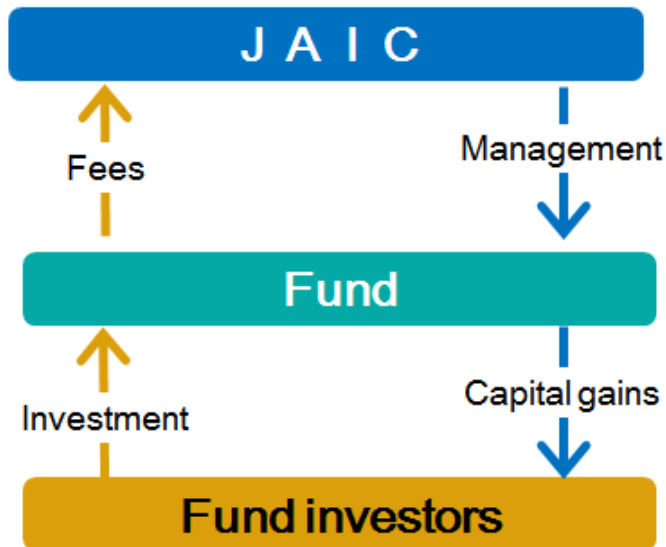 J A I C
Fees
Management
Fund
Investment
Capital gains
Fund investors